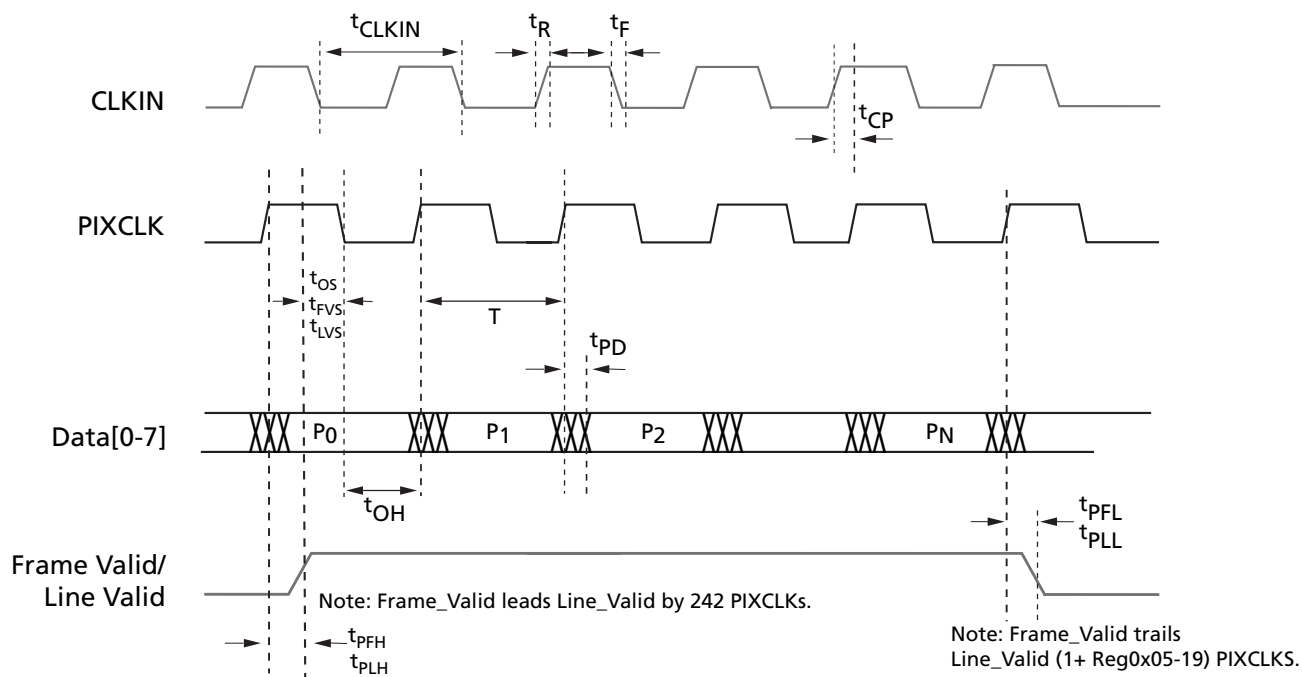 tCLKIN
tR
tF
CLKIN
tCP
PIXCLK
tOS
tFVS
tLVS
T
tPD
Data[0-7]
P0
P1
P2
PN
tOH
tPFL
tPLL
Frame Valid/
Line Valid
Note: Frame_Valid leads Line_Valid by 242 PIXCLKs.
tPFH
tPLH
Note: Frame_Valid trails
Line_Valid (1+ Reg0x05-19) PIXCLKS.